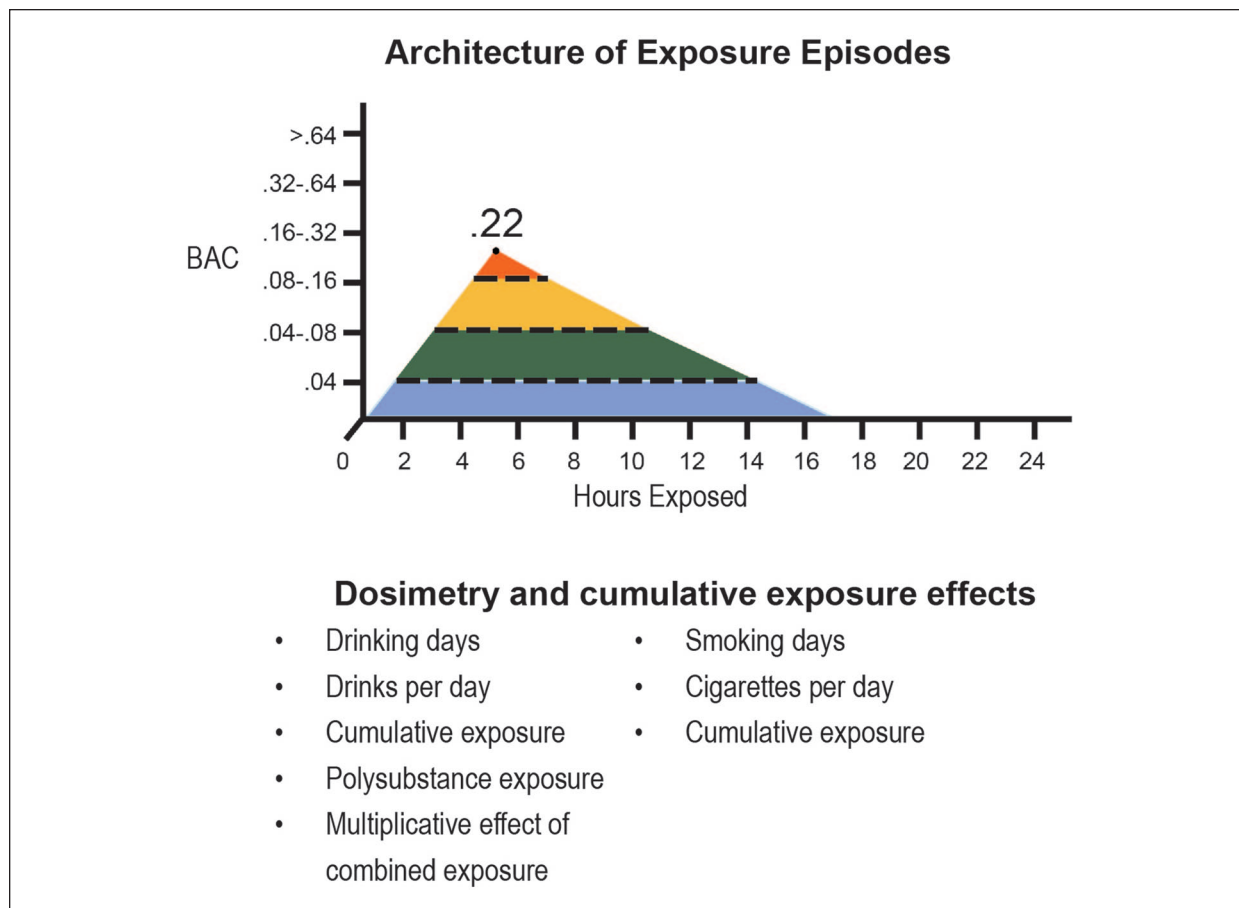 Architecture of Exposure Episodes
>.64
.32-.64
.22
.16-.32
BAC
.08-.16
.04-.08
.04
0 2 4 6 8 10 12 14 16 18 20 22 24
Hours Exposed
Dosimetry and cumulative exposure effects
• Drinking days
• Drinks per day
• Cumulative exposure
• Polysubstance exposure
• Multiplicative effect of
combined exposure
• Smoking days
• Cigarettes per day
• Cumulative exposure